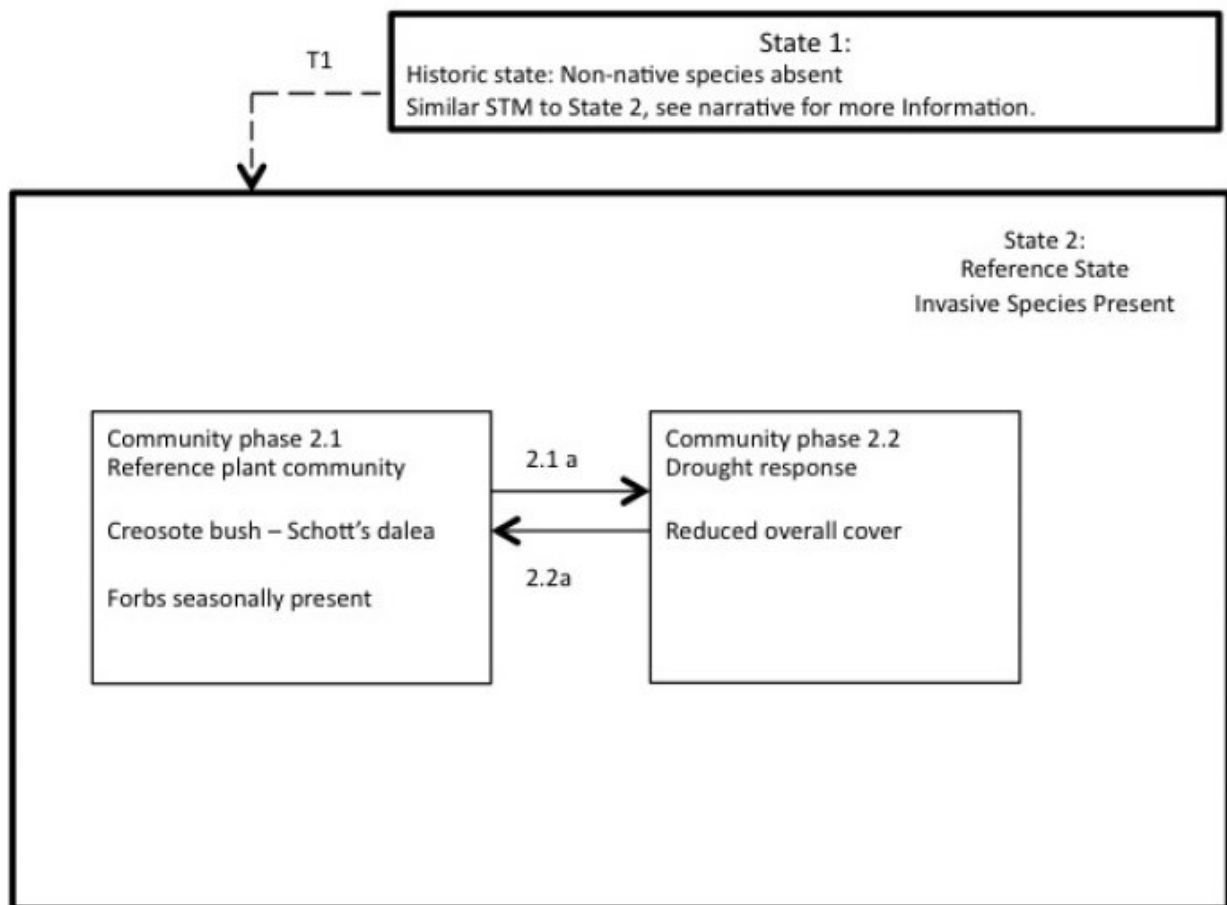 State 1:
T1
Historic state: Non-native species absent
Similar STM to State 2, see narrative for more Information.
State 2:
Reference State
Invasive Species Present
Community phase 2.1
Reference plant community
Creosote bush – Schott's dalea
Forbs seasonally present
2.1 a
2.2a
Community phase 2.2
Drought response
Reduced overall cover